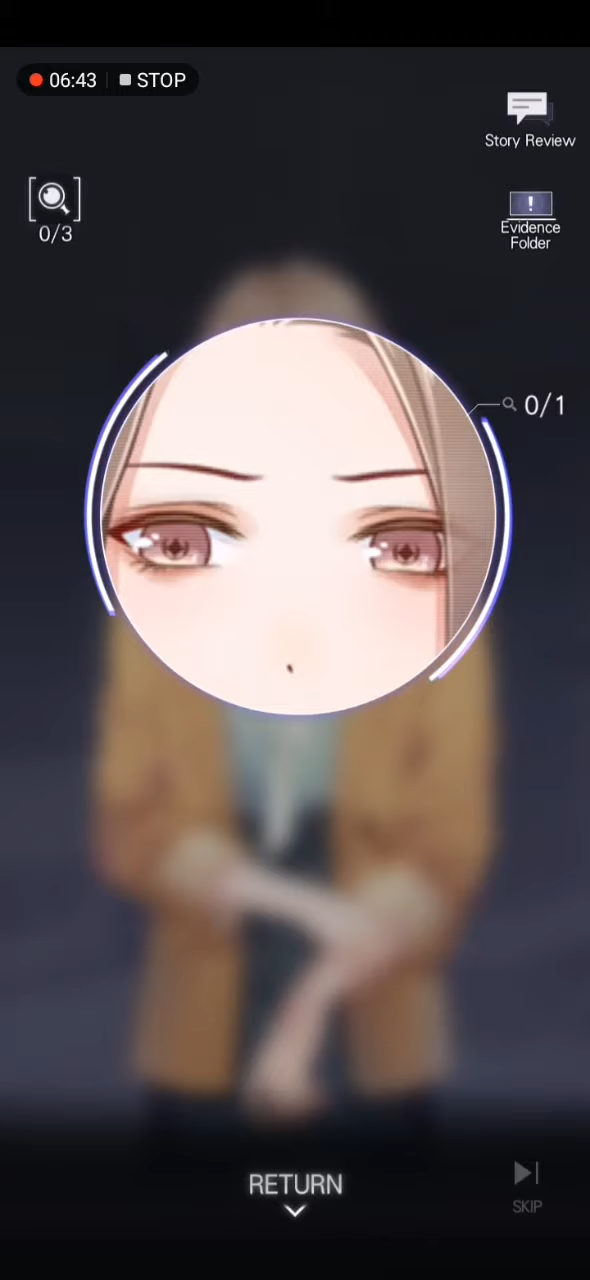 06:43
STOP
Story Review
0/3
Evidence
Folder
0/1
RETURN
SKIP